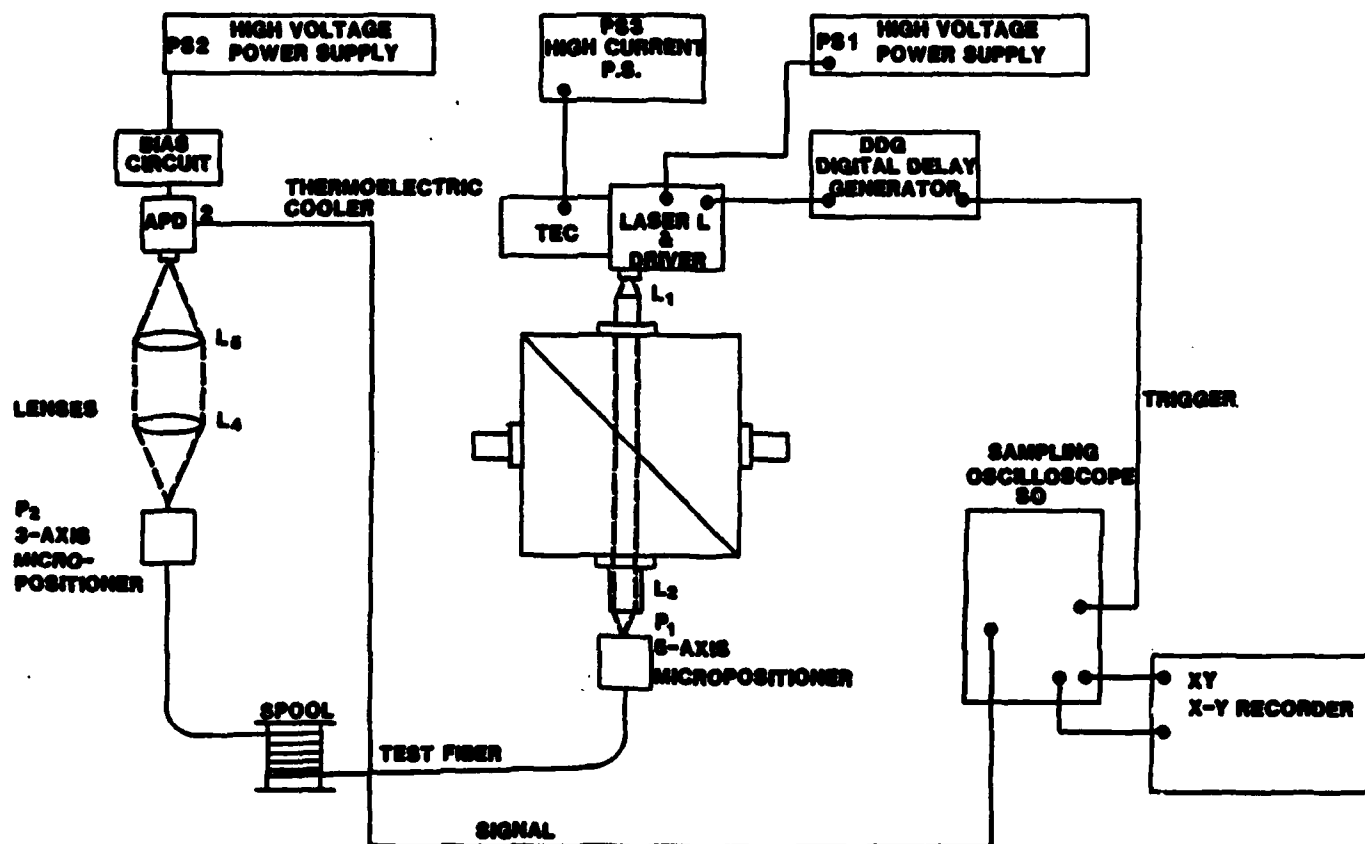 PS2 HIGH VOLTAGE
POWER SUPPLY
PS3
HIGH CURRENT
P.S.
PS1 HIGH VOLTAGE
POWER SUPPLY
BIAS
CIRCUIT
DDG
DIGITAL DELAY
GENERATOR
THERMOELECTRIC
COOLER
APD 2
TEC
LASER L
&
DRIVER
L1
L5
LENSES
L4
TRIGGER
SAMPLING
OSCILLOSCOPE
SO
P2
3-AXIS
MICRO-
POSITIONER
L2
P1
5-AXIS
MICROPOSITIONER
XY
X-Y RECORDER
SPOOL
TEST FIBER
SIGNAL